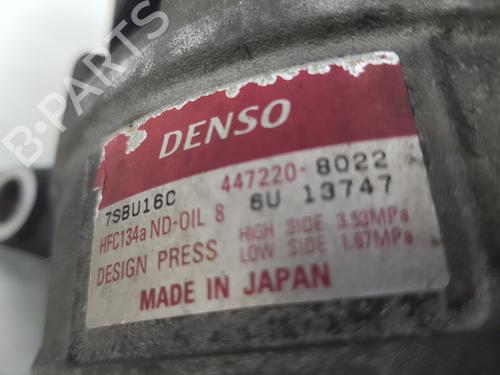 B-PARTS
DENSO
7SBU16C 447220-8022
HFC134a ND-OIL 8 6U 13747
DESIGN PRESS HIGH SIDE 3.53MPa
LOW SIDE 1.67MPa
MADE IN JAPAN